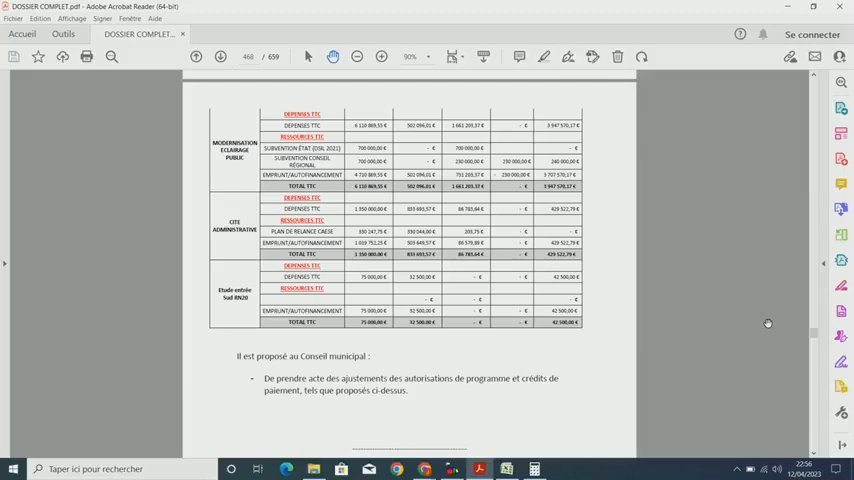 DOSSIER COMPLET.pdf - Adobe Acrobat Reader (64-bit)
Fichier Edition Affichage Signer Fenêtre Aide
Accueil Outils DOSSIER COMPLET.... × Se connecter
468 / 659 90%
DEPENSES TTC
DEPENSES TTC 6 110 869,55 € 502 096,01 € 1 661 203,37 € - € 3 947 570,17 €
RESSOURCES TTC
MODERNISATION ECLAIRAGE PUBLIC
SUBVENTION ÉTAT [DSIL 2021] 700 000,00 € - € 700 000,00 € - €
SUBVENTION CONSEIL RÉGIONAL 700 000,00 € - € 230 000,00 € 230 000,00 € 240 000,00 €
EMPRUNT/AUTOFINANCEMENT 4 710 869,55 € 502 096,01 € 731 203,37 € - 230 000,00 € 3 707 570,17 €
TOTAL TTC 6 110 869,55 € 502 096,01 € 1 661 203,37 € - € 3 947 570,17 €
DEPENSES TTC
DEPENSES TTC 1 350 000,00 € 833 693,57 € 86 783,64 € - € 429 522,79 €
RESSOURCES TTC
CITE ADMINISTRATIVE
PLAN DE RELANCE CAESE 330 247,75 € 330 044,00 € 203,75 € - € - €
EMPRUNT/AUTOFINANCEMENT 1 019 752,25 € 503 649,57 € 86 579,89 € - € 429 522,79 €
TOTAL TTC 1 350 000,00 € 833 693,57 € 86 783,64 € - € 429 522,79 €
DEPENSES TTC
DEPENSES TTC 75 000,00 € 32 500,00 € - € - € 42 500,00 €
RESSOURCES TTC
Etude entrée Sud RN20
- € - € - € - €
EMPRUNT/AUTOFINANCEMENT 75 000,00 € 32 500,00 € - € - € 42 500,00 €
TOTAL TTC 75 000,00 € 32 500,00 € - € - € 42 500,00 €
Il est proposé au Conseil municipal :
- De prendre acte des ajustements des autorisations de programme et crédits de
paiement, tels que proposés ci-dessus.
Taper ici pour rechercher
22:56
12/04/2023